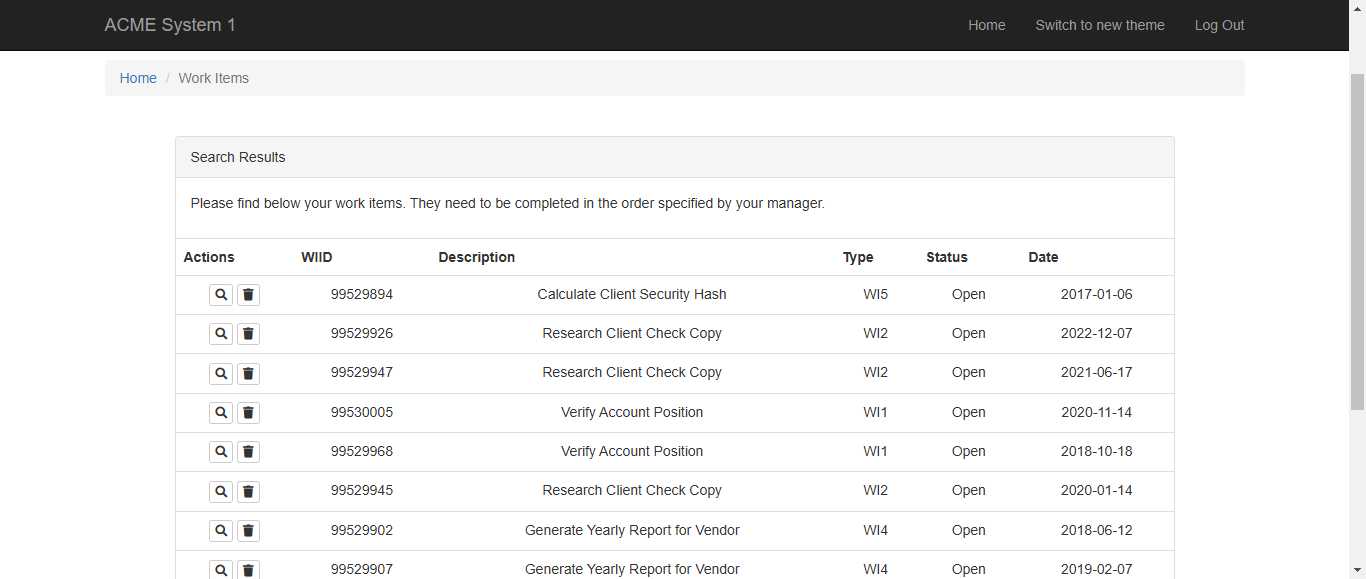 ACME System 1 Home Switch to new theme Log Out
Home / Work Items
Search Results
Please find below your work items. They need to be completed in the order specified by your manager.
Actions WIID Description Type Status Date
99529894 Calculate Client Security Hash WI5 Open 2017-01-06
99529926 Research Client Check Copy WI2 Open 2022-12-07
99529947 Research Client Check Copy WI2 Open 2021-06-17
99530005 Verify Account Position WI1 Open 2020-11-14
99529968 Verify Account Position WI1 Open 2018-10-18
99529945 Research Client Check Copy WI2 Open 2020-01-14
99529902 Generate Yearly Report for Vendor WI4 Open 2018-06-12
99529907 Generate Yearly Report for Vendor WI4 Open 2019-02-07